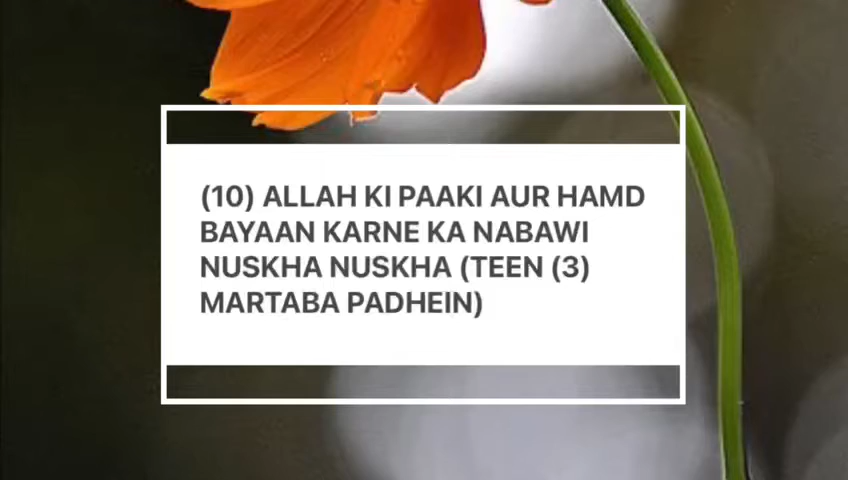 (10) ALLAH KI PAAKI AUR HAMD
BAYAAN KARNE KA NABAWI
NUSKHA NUSKHA (TEEN (3)
MARTABA PADHEIN)